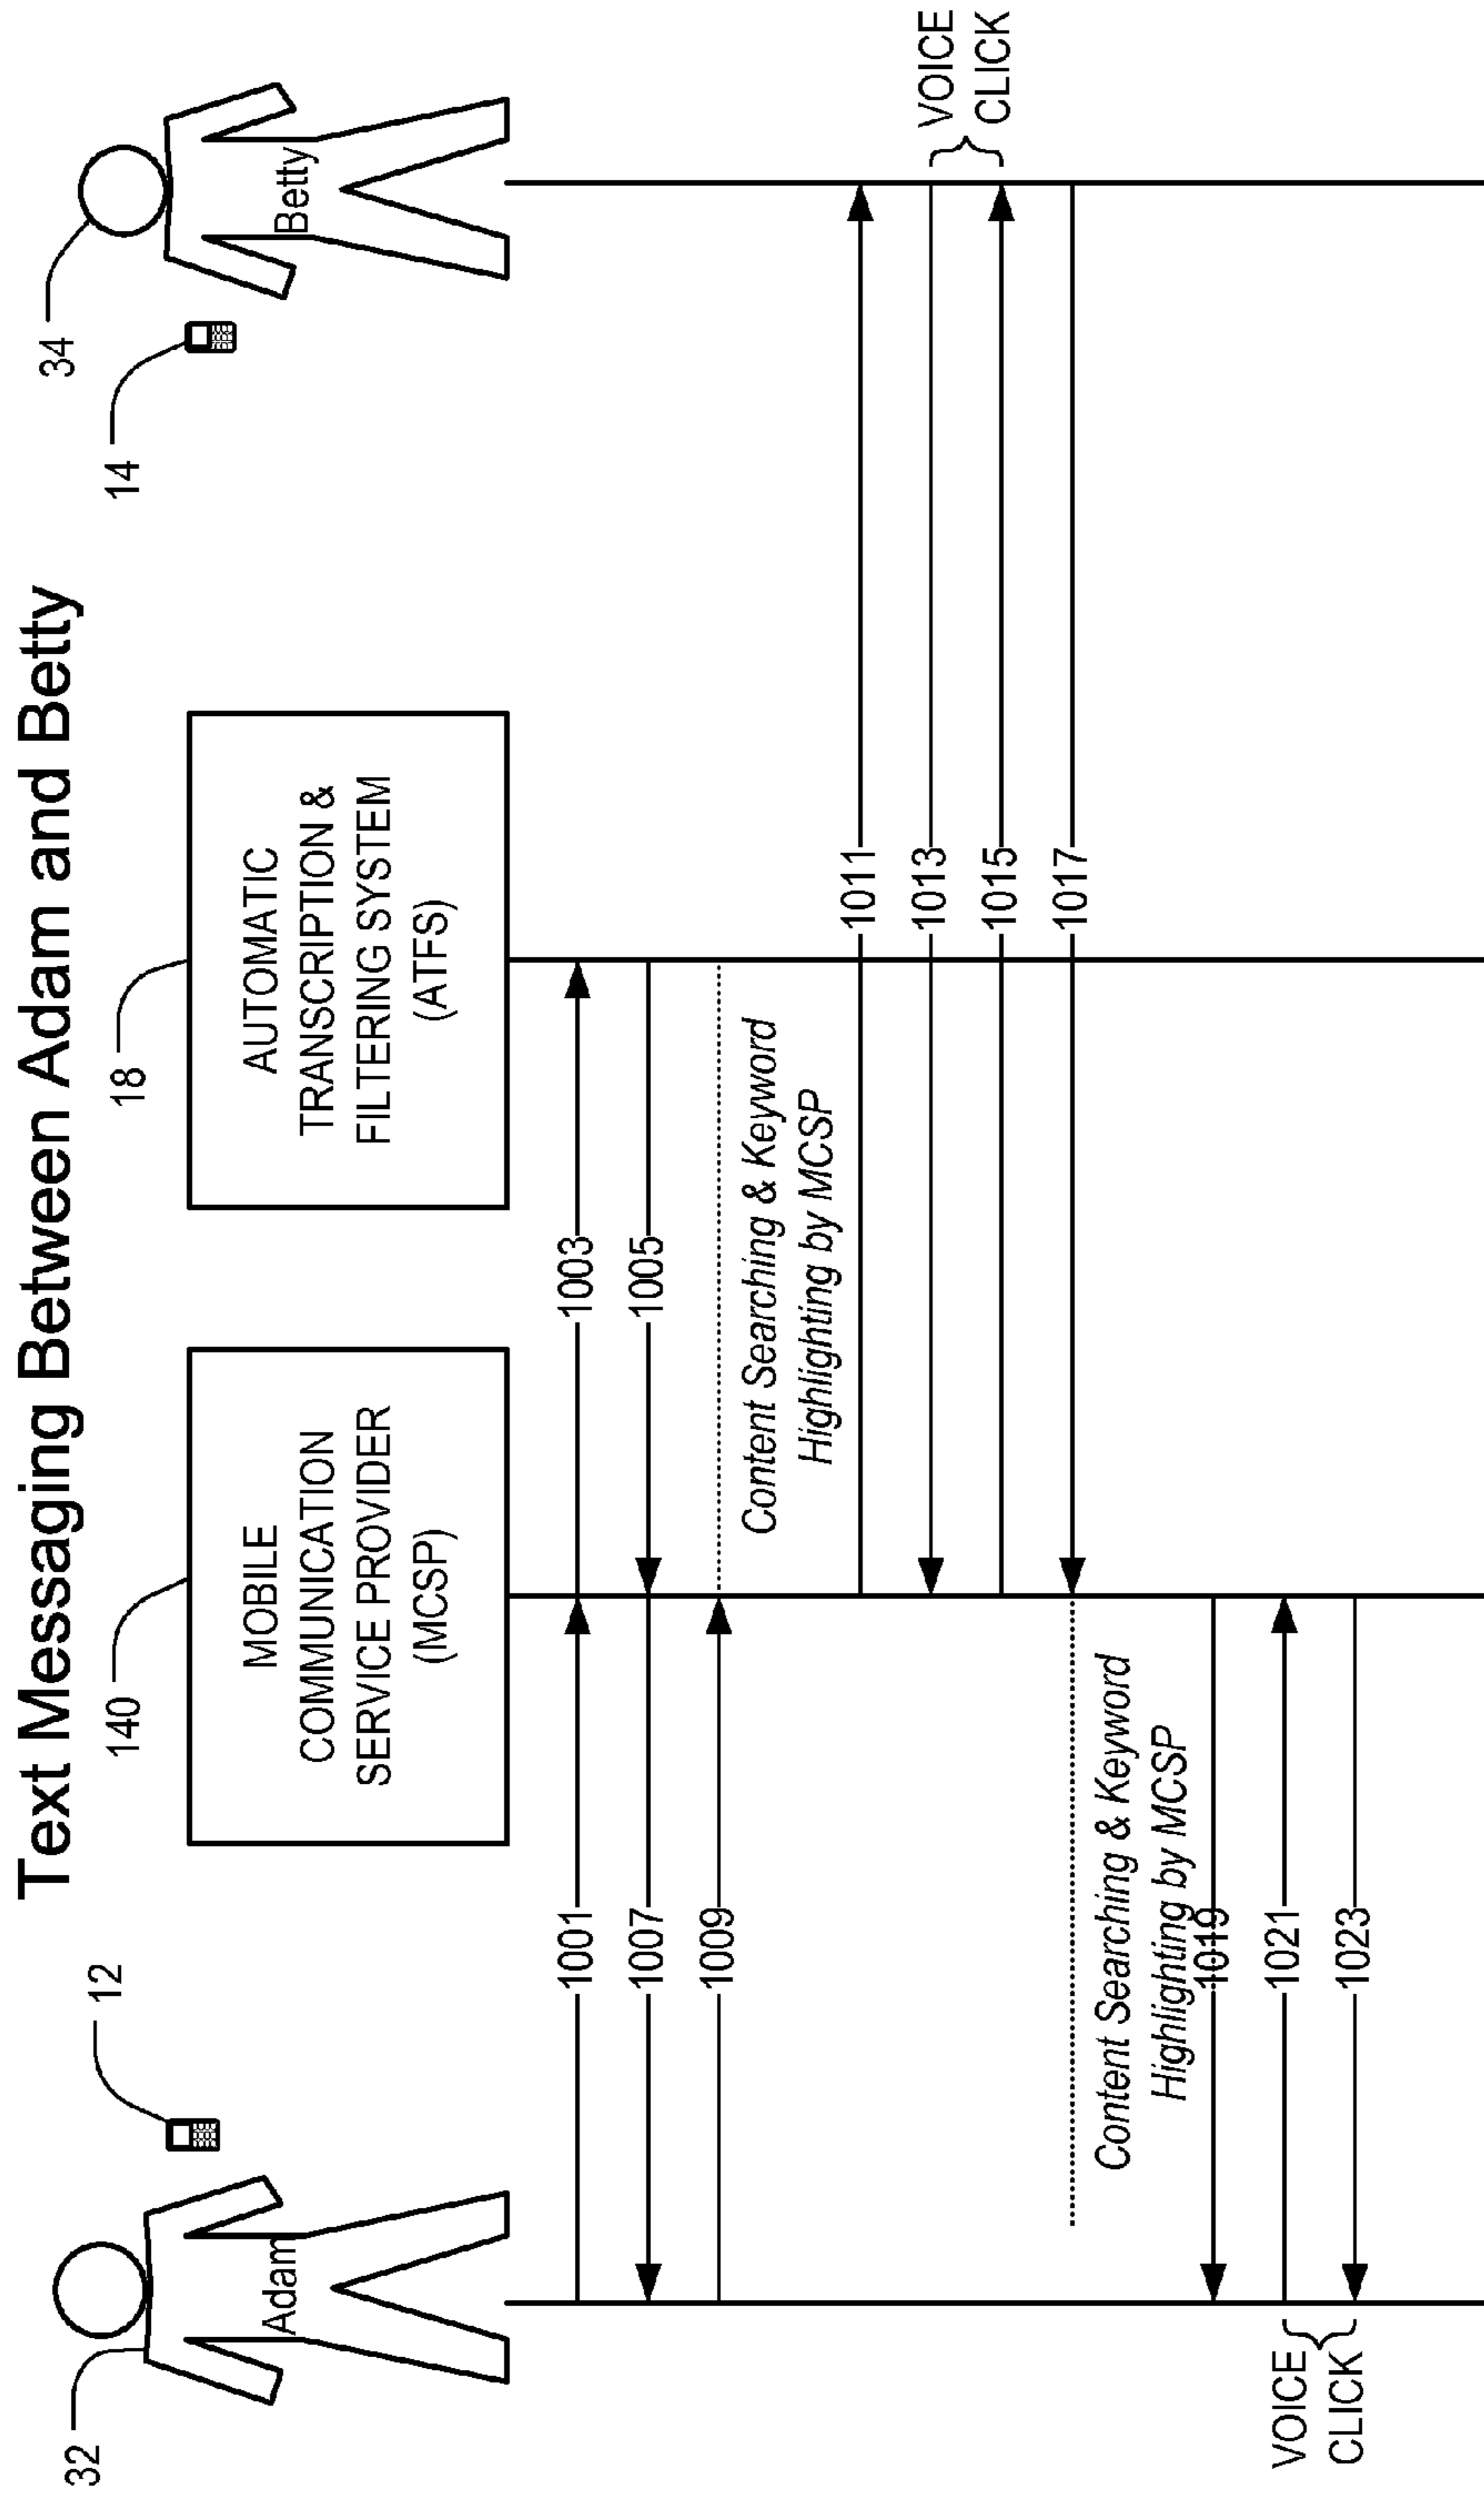 Text Messaging Between Adam and Betty
32
12
140
18
14
34
Adam
MOBILE
COMMUNICATION
SERVICE PROVIDER
(MCSP)
AUTOMATIC
TRANSCRIPTION &
FILTERING SYSTEM
(ATFS)
Betty
1001
1003
1007
1005
1009
Content Searching & Keyword
Highlighting by MCSP
1011
1013
1015
VOICE
CLICK
1017
Content Searching & Keyword
Highlighting by MCSP
1019
1021
1023
VOICE
CLICK